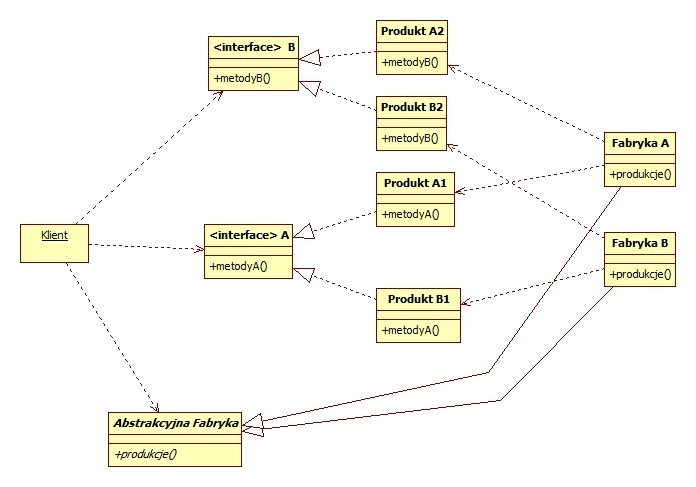 Produkt A2
+metodyB()
<interface> B
+metodyB()
Produkt B2
+metodyB()
Fabryka A
+produkcje()
Produkt A1
+metodyA()
Klient
<interface> A
+metodyA()
Fabryka B
+produkcje()
Produkt B1
+metodyA()
Abstrakcyjna Fabryka
+produkcje()